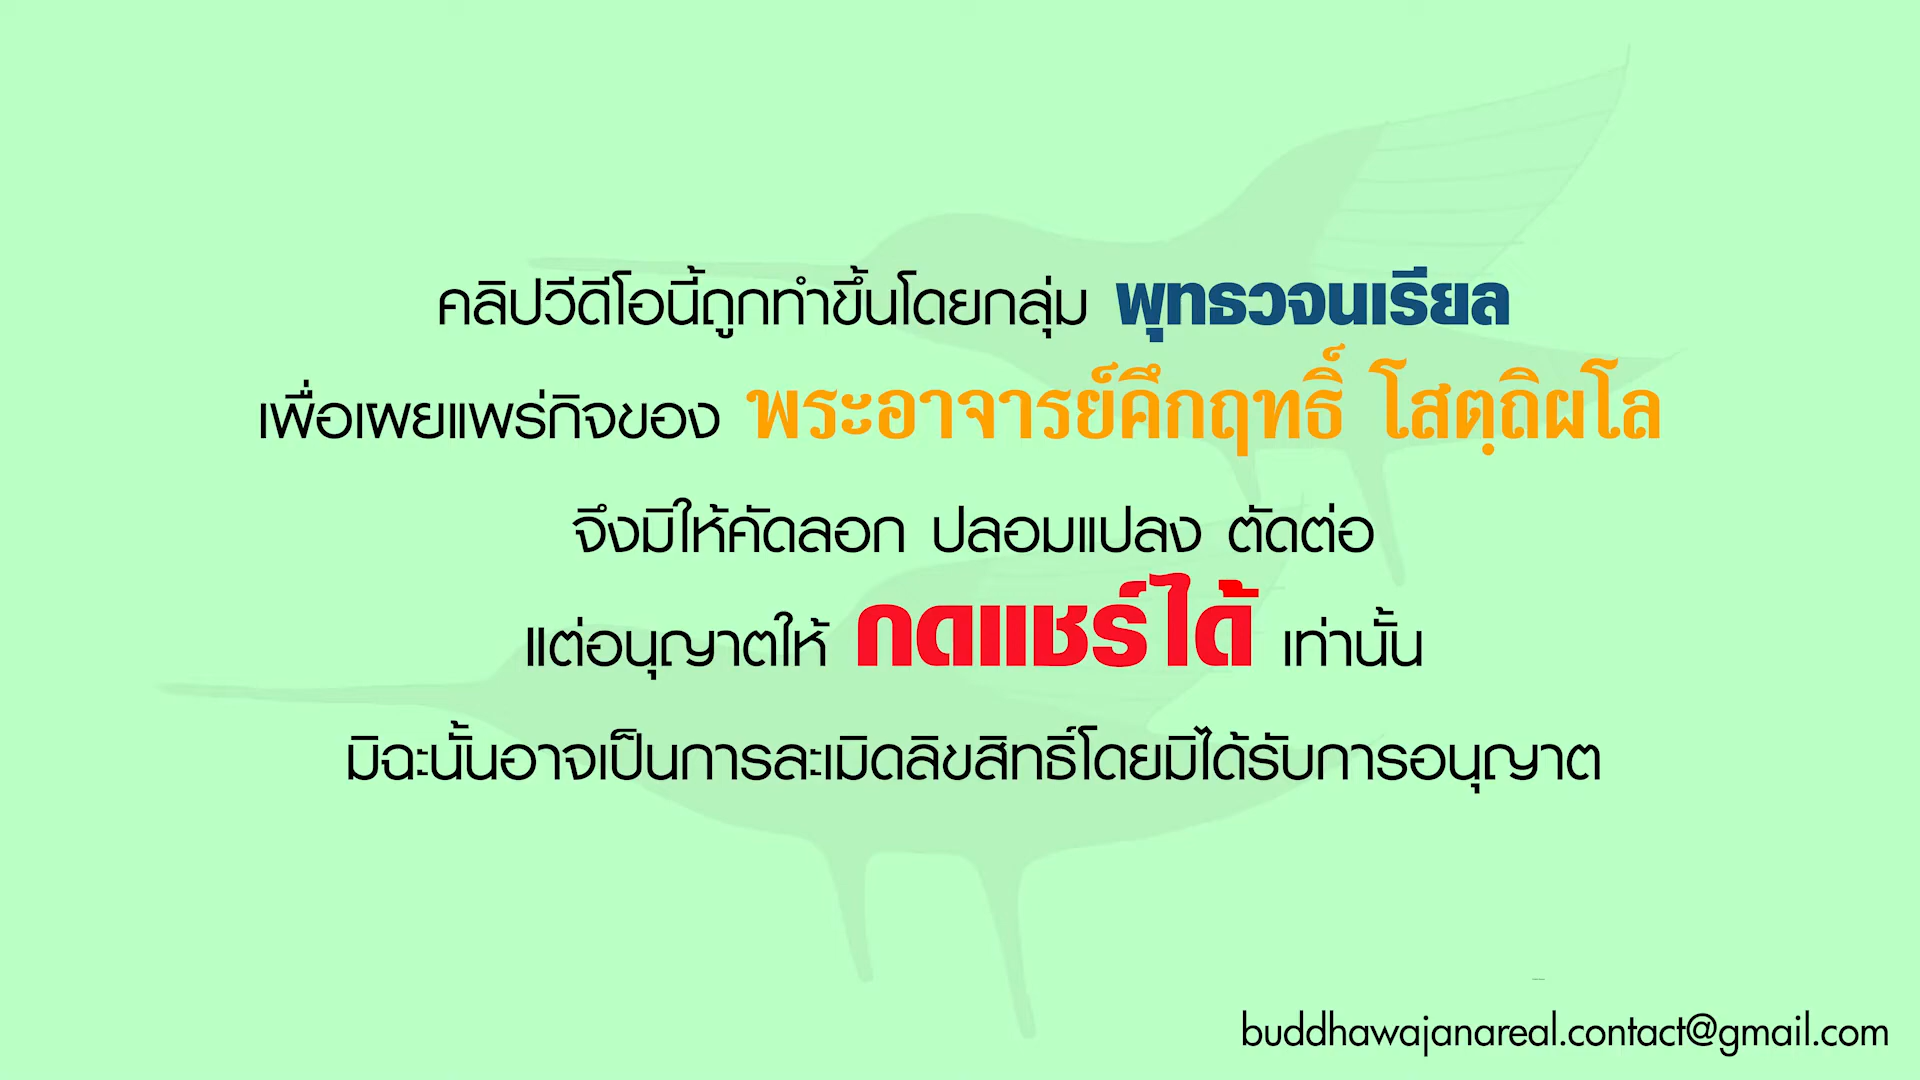 คลิปวีดีโอนี้ถูกทำขึ้นโดยกลุ่ม พุทธวจนเรียล
เพื่อเผยแพร่กิจของ พระอาจารย์คึกฤทธิ์ โสตฺถิผโล
จึงมิให้คัดลอก ปลอมแปลง ตัดต่อ
แต่อนุญาตให้ กดแชร์ได้ เท่านั้น
มิฉะนั้นอาจเป็นการละเมิดลิขสิทธิ์โดยมิได้รับการอนุญาต
buddhawajanareal.contact@gmail.com